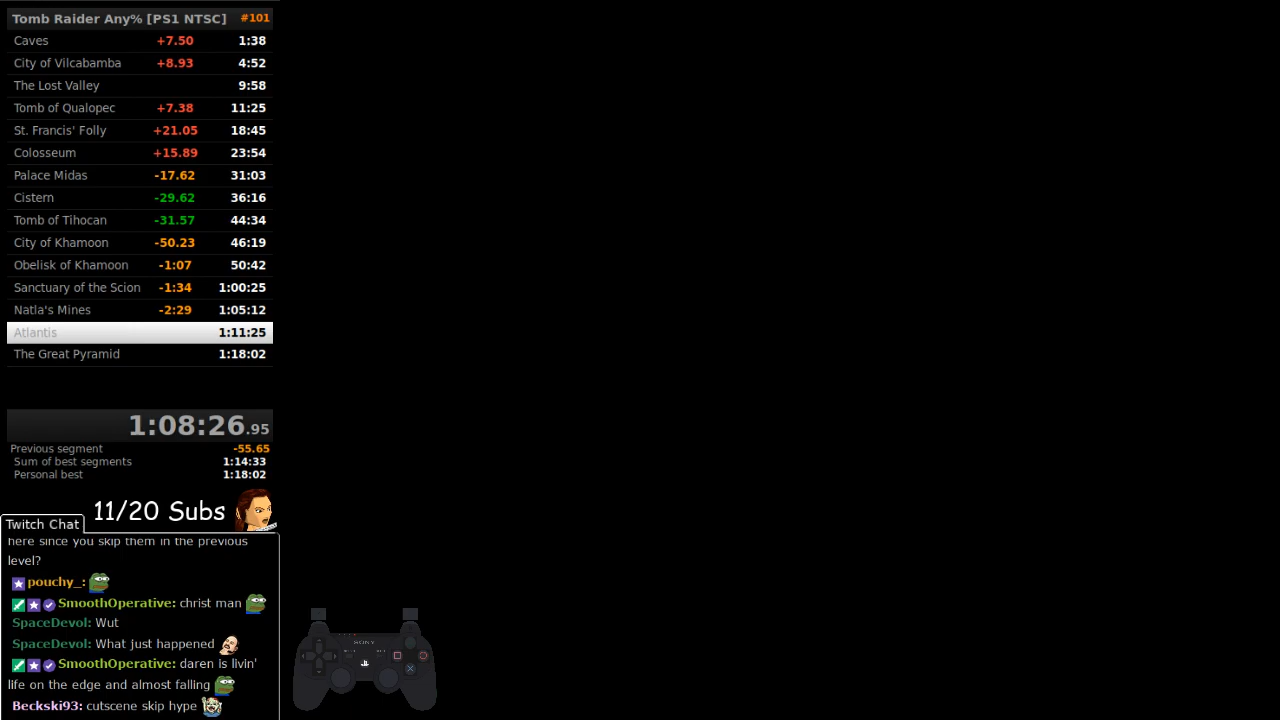 Tomb Raider Any% [PS1 NTSC] #101
Caves +7.50 1:38
City of Vilcabamba +8.93 4:52
The Lost Valley 9:58
Tomb of Qualopec +7.38 11:25
St. Francis' Folly +21.05 18:45
Colosseum +15.89 23:54
Palace Midas -17.62 31:03
Cistern -29.62 36:16
Tomb of Tihocan -31.57 44:34
City of Khamoon -50.23 46:19
Obelisk of Khamoon -1:07 50:42
Sanctuary of the Scion -1:34 1:00:25
Natla's Mines -2:29 1:05:12
Atlantis 1:11:25
The Great Pyramid 1:18:02
1:08:26.95
Previous segment -55.65
Sum of best segments 1:14:33
Personal best 1:18:02
11/20 Subs
Twitch Chat
here since you skip them in the previous
level?
pouchy_:
SmoothOperative: christ man
SpaceDevol: Wut
SpaceDevol: What just happened
SmoothOperative: daren is livin'
life on the edge and almost falling
Beckski93: cutscene skip hype
SONY